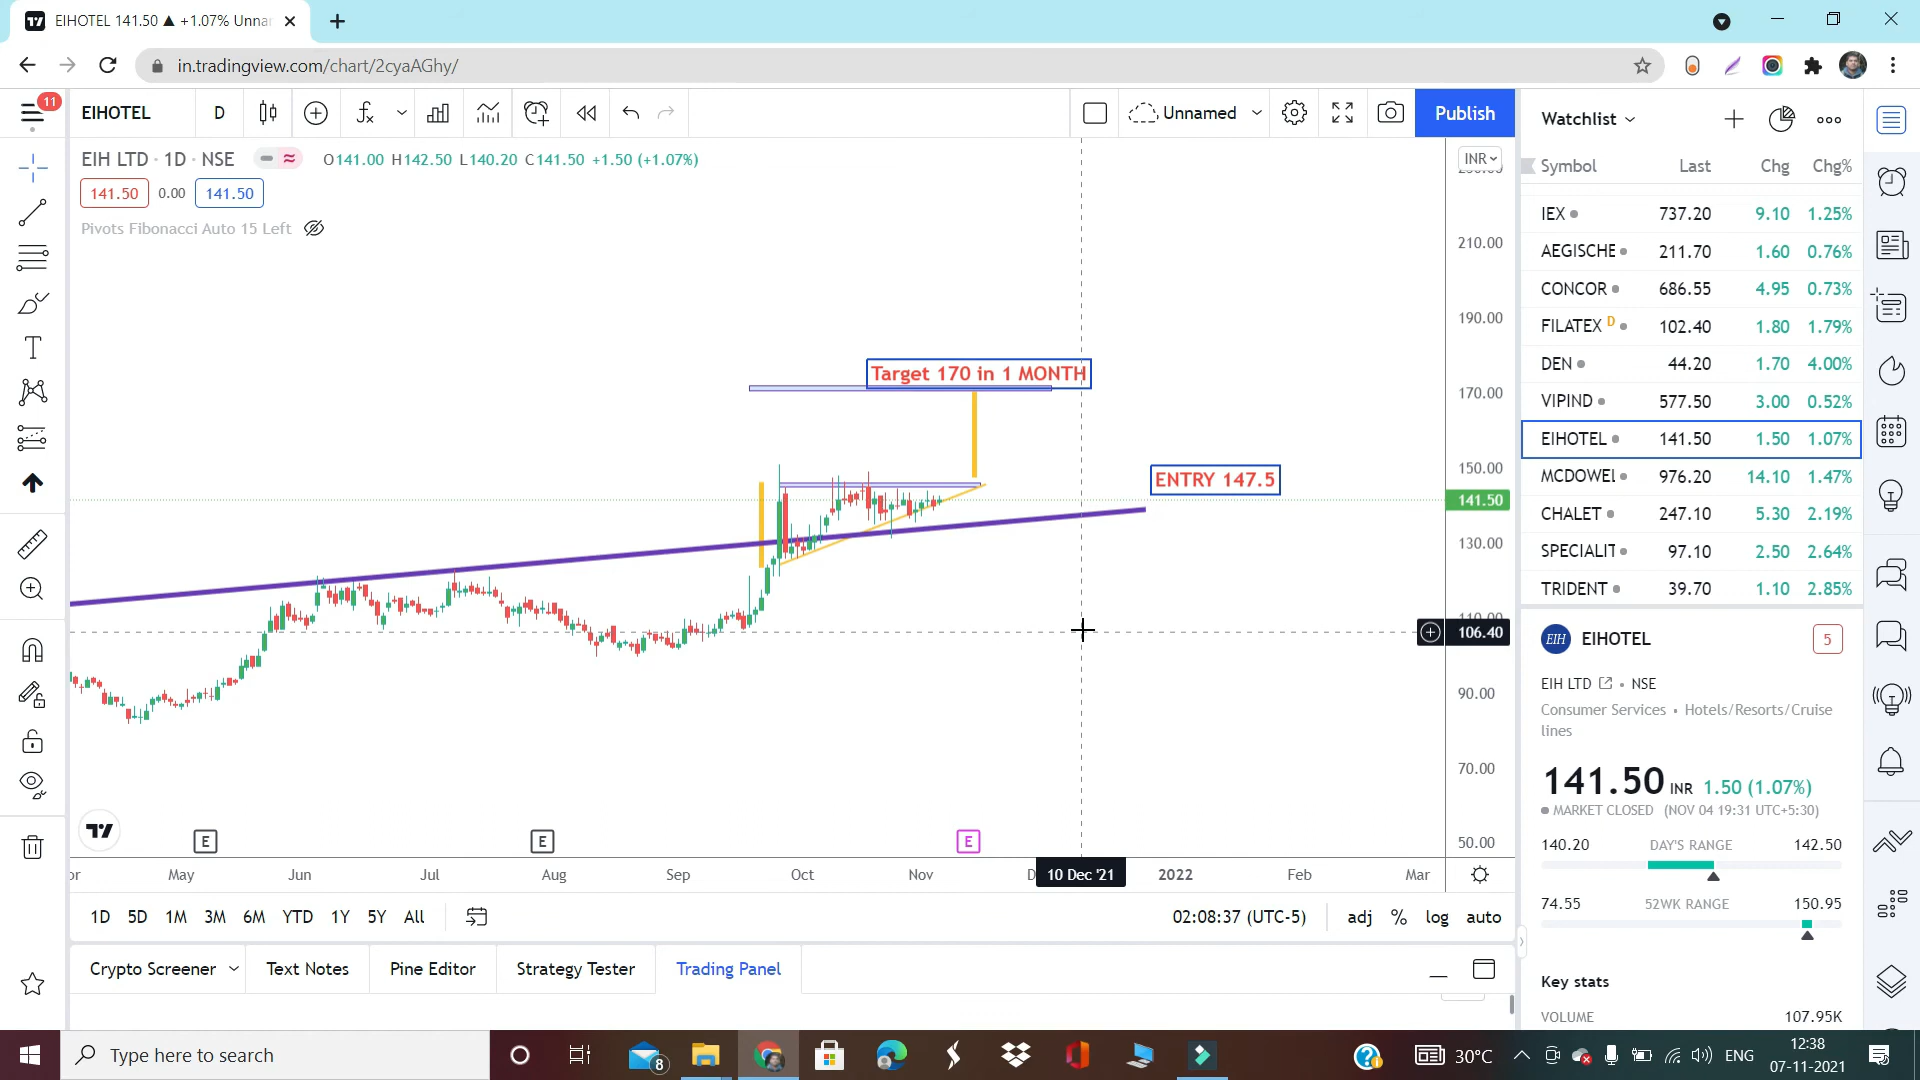 EIHOTEL 141.50 ▲ +1.07% Unna
in.tradingview.com/chart/2cyaAGhy/
11
EIHOTEL
D
Unnamed
Publish
EIH LTD · 1D · NSE
O141.00 H142.50 L140.20 C141.50 +1.50 (+1.07%)
141.50 0.00 141.50
Pivots Fibonacci Auto 15 Left
INR
210.00
190.00
170.00
150.00
141.50
130.00
110.00
106.40
90.00
70.00
50.00
Target 170 in 1 MONTH
ENTRY 147.5
E E E
May Jun Jul Aug Sep Oct Nov D 10 Dec '21 2022 Feb Mar
1D 5D 1M 3M 6M YTD 1Y 5Y All
02:08:37 (UTC-5) adj % log auto
Crypto Screener Text Notes Pine Editor Strategy Tester Trading Panel
Watchlist
Symbol Last Chg Chg%
IEX 737.20 9.10 1.25%
AEGISCHE 211.70 1.60 0.76%
CONCOR 686.55 4.95 0.73%
FILATEX D 102.40 1.80 1.79%
DEN 44.20 1.70 4.00%
VIPIND 577.50 3.00 0.52%
EIHOTEL 141.50 1.50 1.07%
MCDOWEL 976.20 14.10 1.47%
CHALET 247.10 5.30 2.19%
SPECIALIT 97.10 2.50 2.64%
TRIDENT 39.70 1.10 2.85%
EIH EIHOTEL 5
EIH LTD • NSE
Consumer Services • Hotels/Resorts/Cruise
lines
141.50 INR 1.50 (1.07%)
MARKET CLOSED (NOV 04 19:31 UTC+5:30)
140.20 DAY'S RANGE 142.50
74.55 52WK RANGE 150.95
Key stats
VOLUME 107.95K
Type here to search
8
30°C
ENG
12:38
07-11-2021